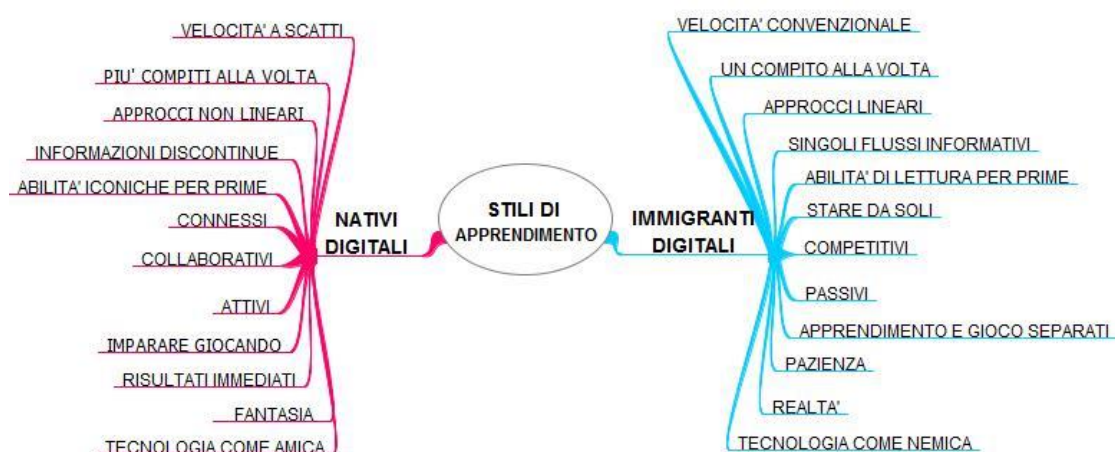 STILI DI
APPRENDIMENTO
NATIVI
DIGITALI
VELOCITA' A SCATTI
PIU' COMPITI ALLA VOLTA
APPROCCI NON LINEARI
INFORMAZIONI DISCONTINUE
ABILITA' ICONICHE PER PRIME
CONNESSI
COLLABORATIVI
ATTIVI
IMPARARE GIOCANDO
RISULTATI IMMEDIATI
FANTASIA
TECNOLOGIA COME AMICA
IMMIGRANTI
DIGITALI
VELOCITA' CONVENZIONALE
UN COMPITO ALLA VOLTA
APPROCCI LINEARI
SINGOLI FLUSSI INFORMATIVI
ABILITA' DI LETTURA PER PRIME
STARE DA SOLI
COMPETITIVI
PASSIVI
APPRENDIMENTO E GIOCO SEPARATI
PAZIENZA
REALTA'
TECNOLOGIA COME NEMICA